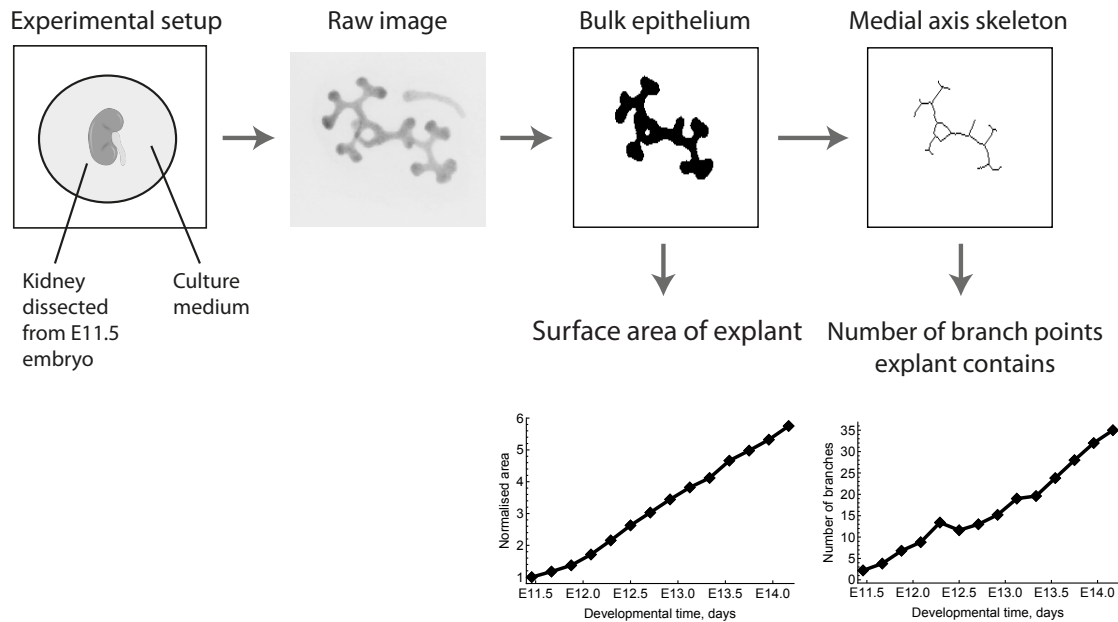 Experimental setup
Raw image
Bulk epithelium
Medial axis skeleton
Kidney
dissected
from E11.5
embryo
Culture
medium
Surface area of explant
Number of branch points
explant contains
Normalised area
6
5
4
3
2
1
E11.5 E12.0 E12.5 E13.0 E13.5 E14.0
Developmental time, days
Number of branches
35
30
25
20
15
10
5
0
E11.5 E12.0 E12.5 E13.0 E13.5 E14.0
Developmental time, days